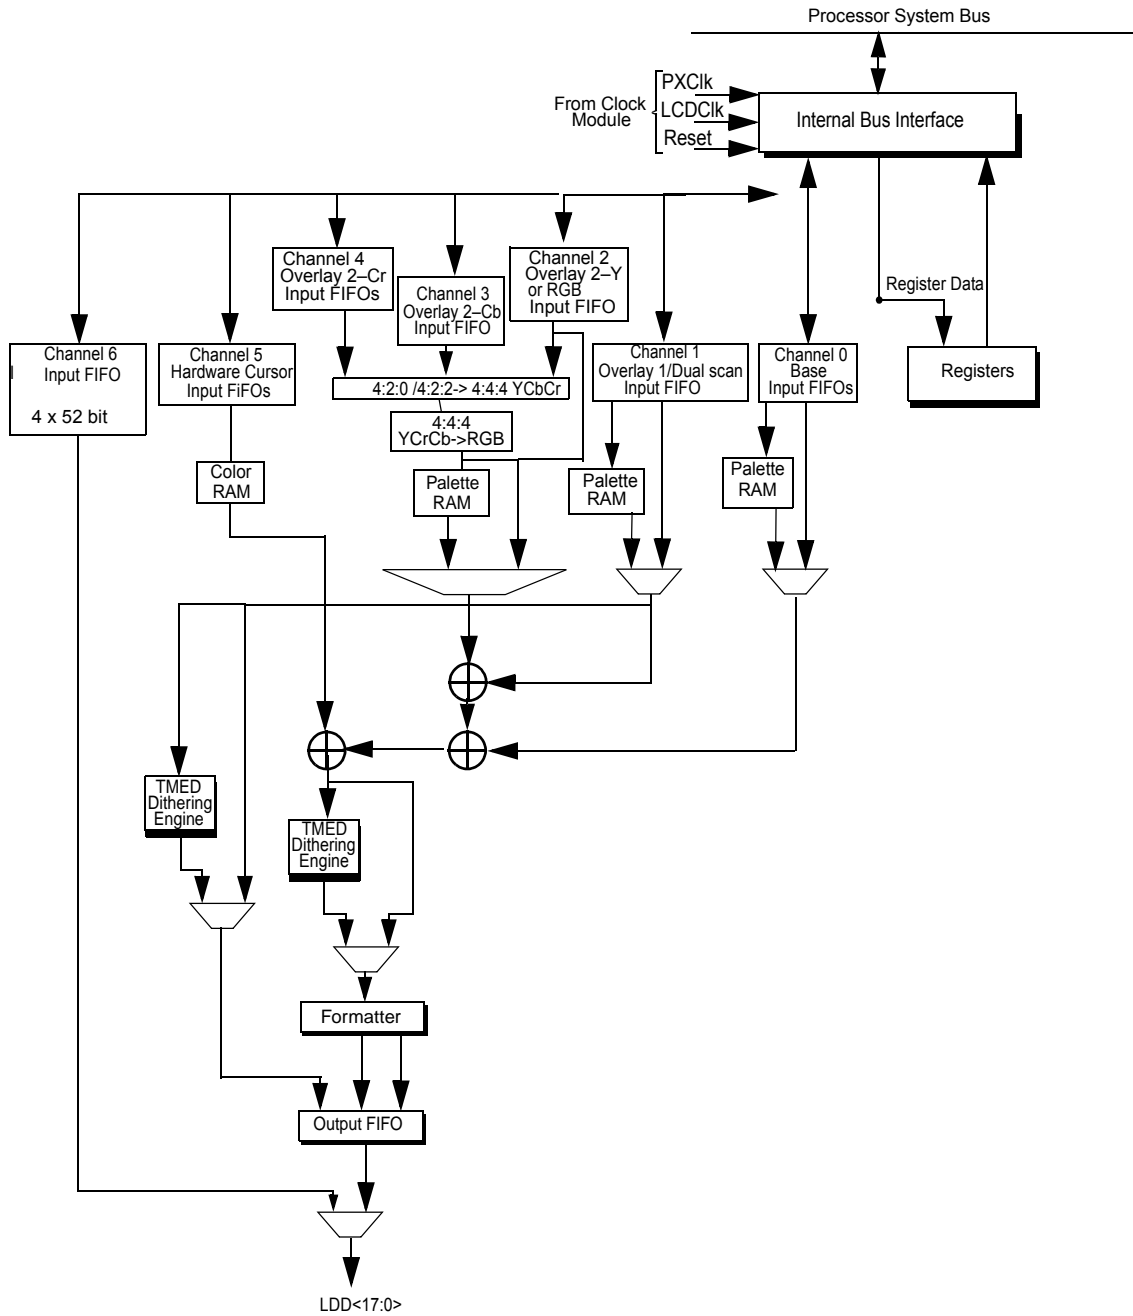 Processor System Bus
From Clock
Module
PXClk
LCDClk
Reset
Internal Bus Interface
Register Data
Registers
Channel 4
Overlay 2–Cr
Input FIFOs
Channel 3
Overlay 2–Cb
Input FIFO
Channel 2
Overlay 2–Y
or RGB
Input FIFO
Channel 6
Input FIFO
4 x 52 bit
Channel 5
Hardware Cursor
Input FiFOs
Channel 1
Overlay 1/Dual scan
Input FIFO
Channel 0
Base
Input FIFOs
4:2:0 /4:2:2-> 4:4:4 YCbCr
4:4:4
YCrCb->RGB
Color
RAM
Palette
RAM
Palette
RAM
Palette
RAM
TMED
Dithering
Engine
TMED
Dithering
Engine
Formatter
Output FIFO
LDD<17:0>